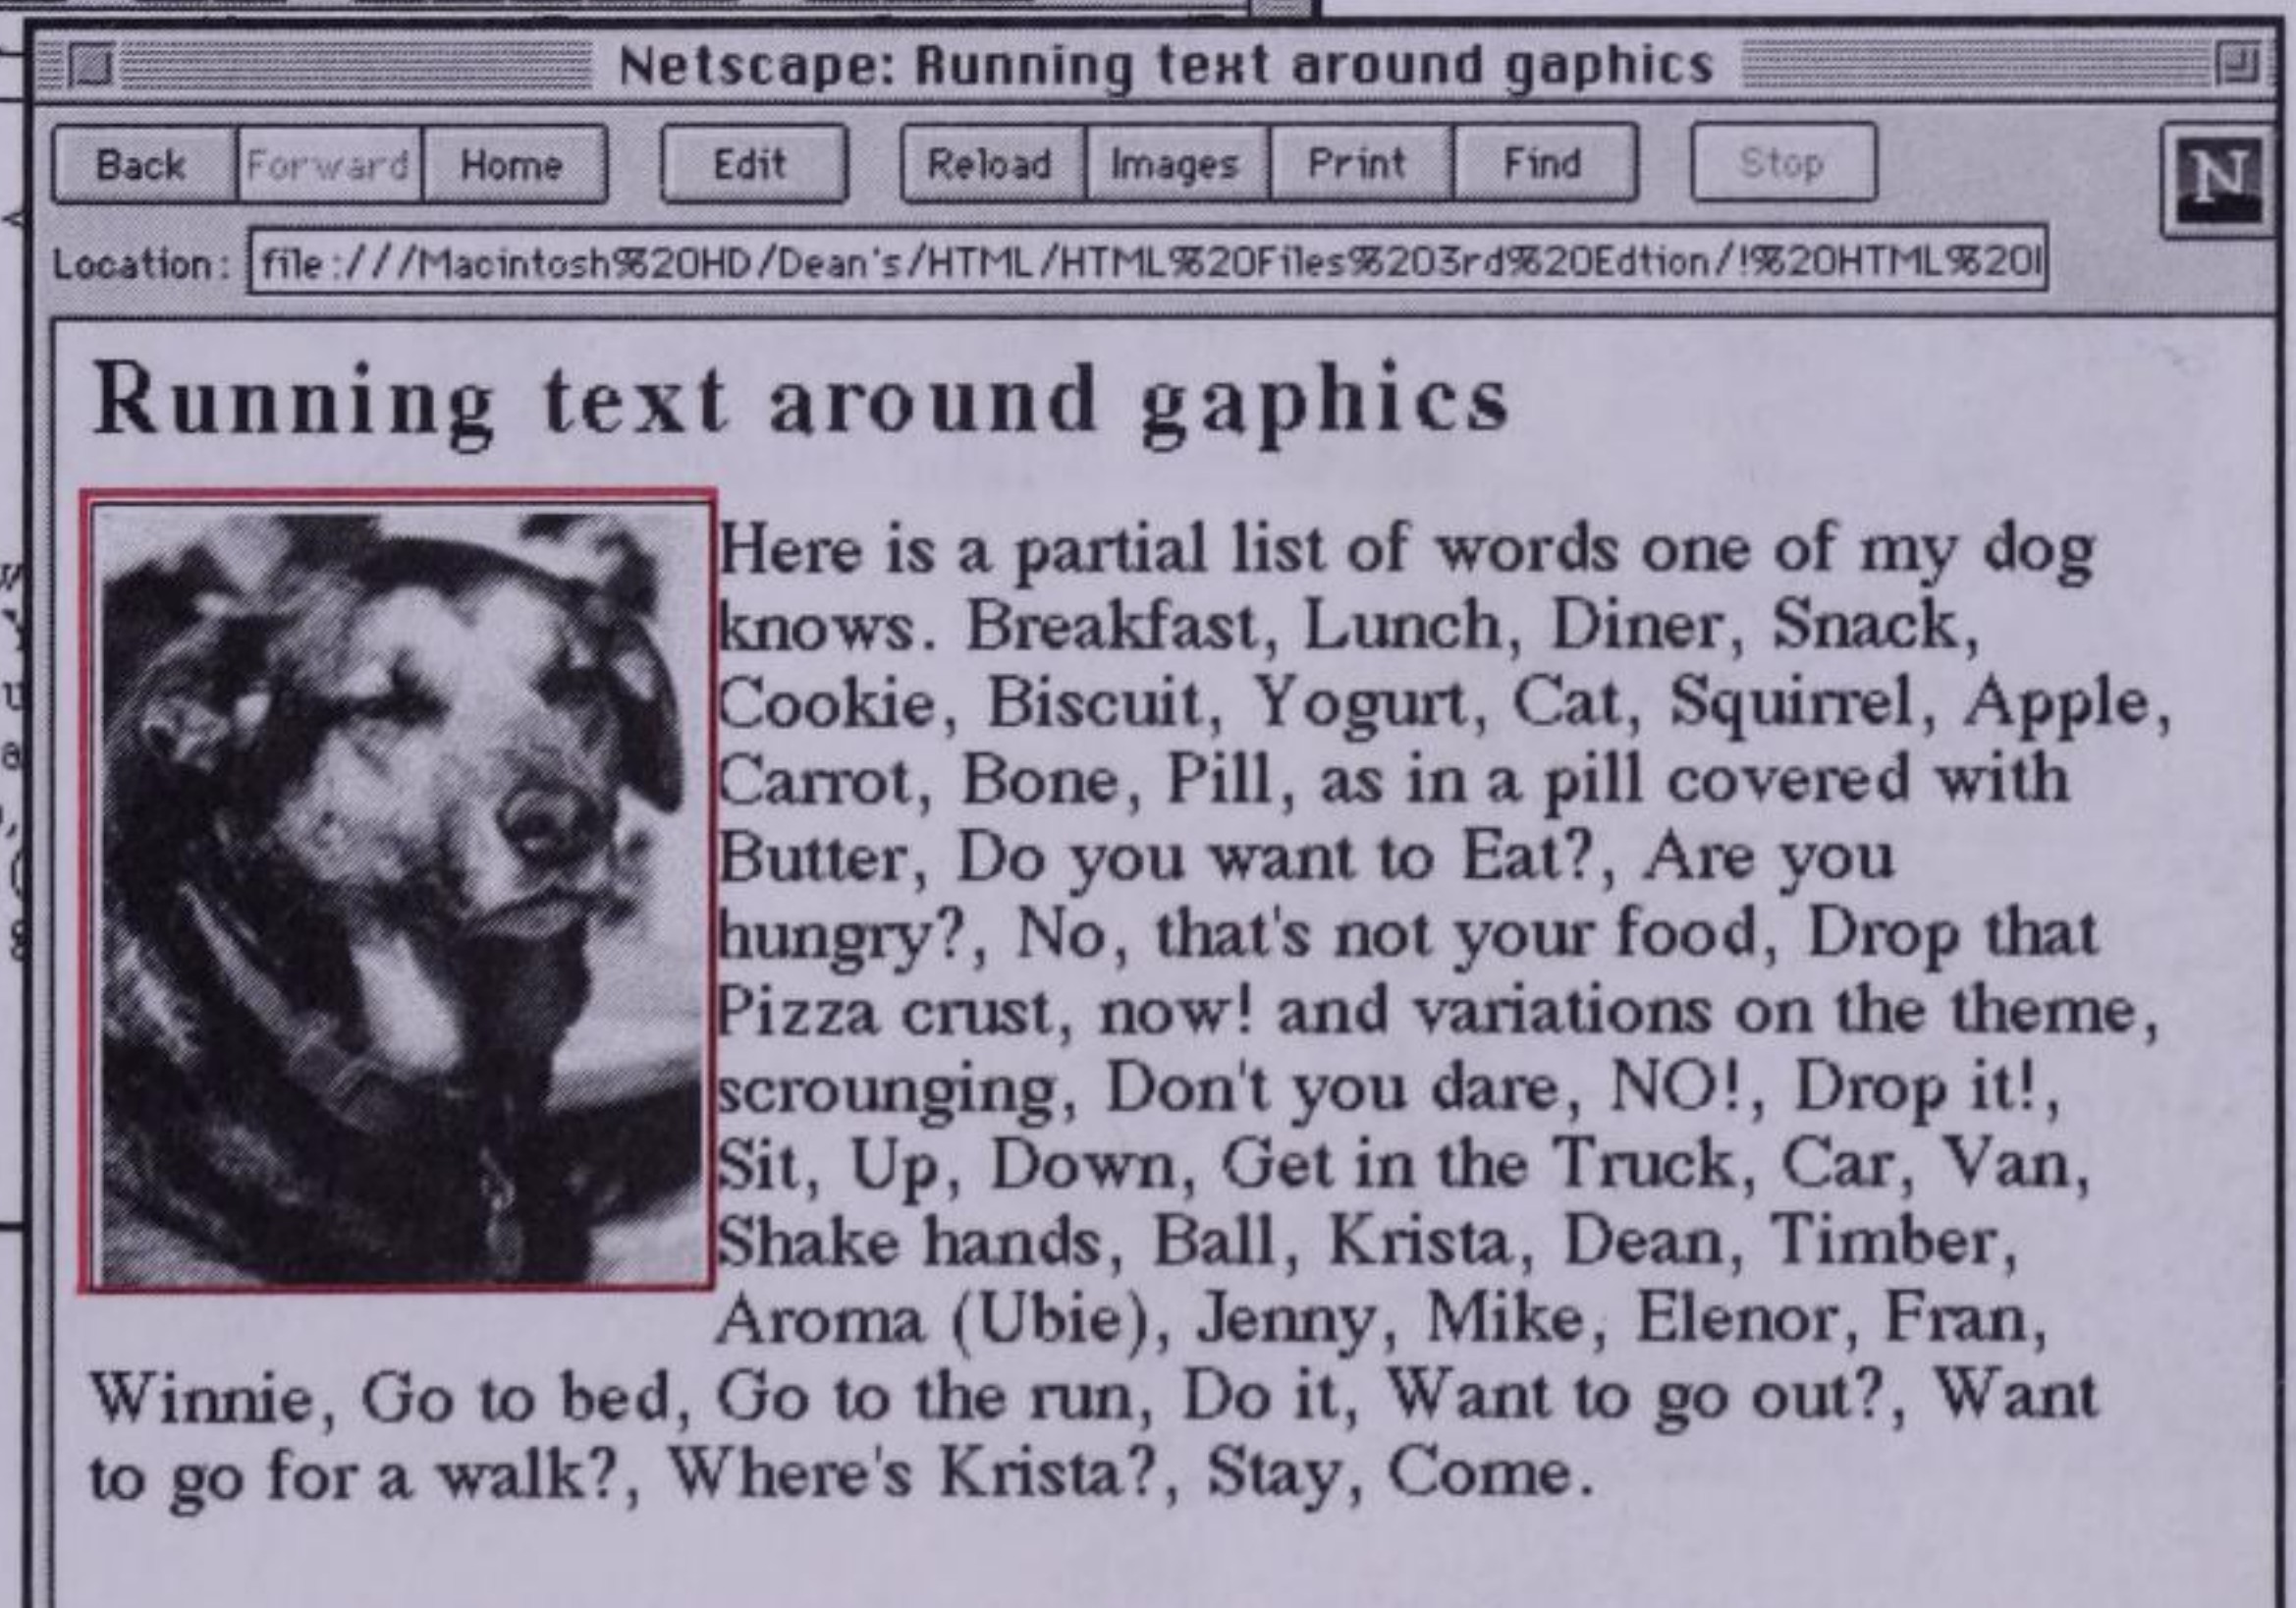 Netscape: Running text around gaphics
Back Forward Home Edit Reload Images Print Find Stop
N
Location: file:///Macintosh%20HD/Dean's/HTML/HTML%20Files%203rd%20Edtion/!%20HTML%20I
Running text around gaphics
Here is a partial list of words one of my dog
knows. Breakfast, Lunch, Diner, Snack,
Cookie, Biscuit, Yogurt, Cat, Squirrel, Apple,
Carrot, Bone, Pill, as in a pill covered with
Butter, Do you want to Eat?, Are you
hungry?, No, that's not your food, Drop that
Pizza crust, now! and variations on the theme,
scrounging, Don't you dare, NO!, Drop it!,
Sit, Up, Down, Get in the Truck, Car, Van,
Shake hands, Ball, Krista, Dean, Timber,
Aroma (Ubie), Jenny, Mike, Elenor, Fran,
Winnie, Go to bed, Go to the run, Do it, Want to go out?, Want
to go for a walk?, Where's Krista?, Stay, Come.